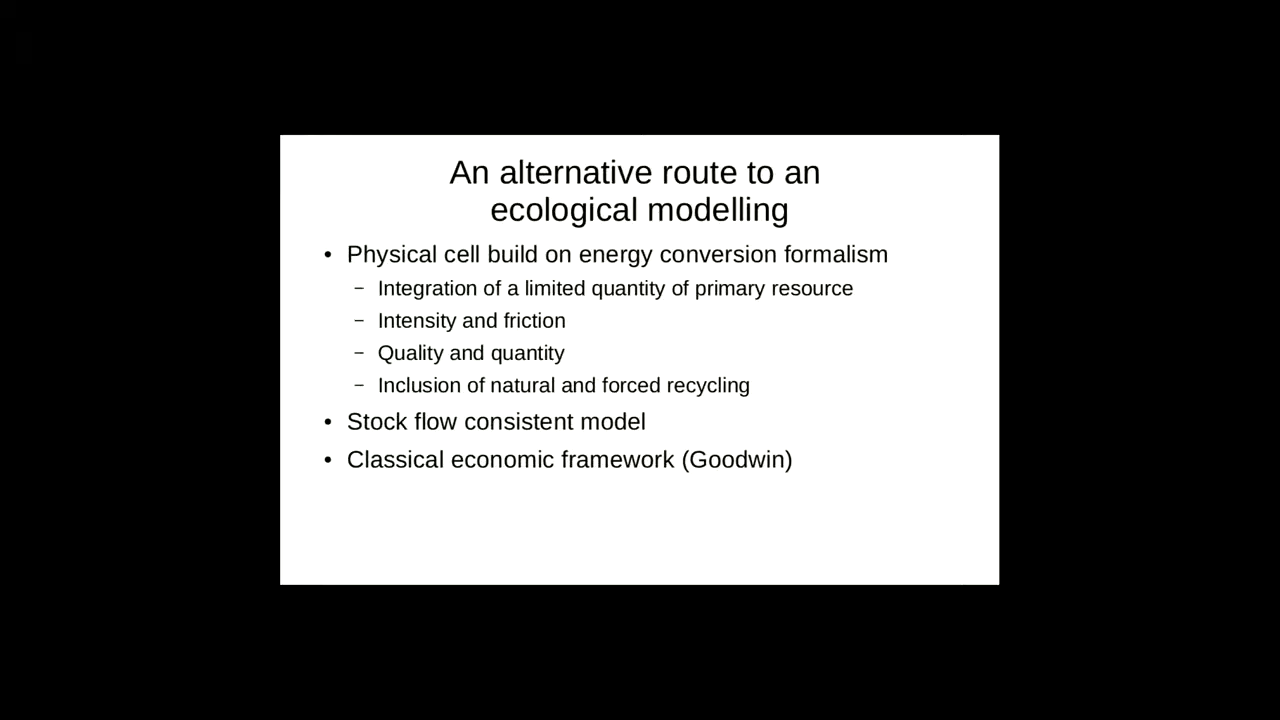 An alternative route to an
ecological modelling
• Physical cell build on energy conversion formalism
– Integration of a limited quantity of primary resource
– Intensity and friction
– Quality and quantity
– Inclusion of natural and forced recycling
• Stock flow consistent model
• Classical economic framework (Goodwin)